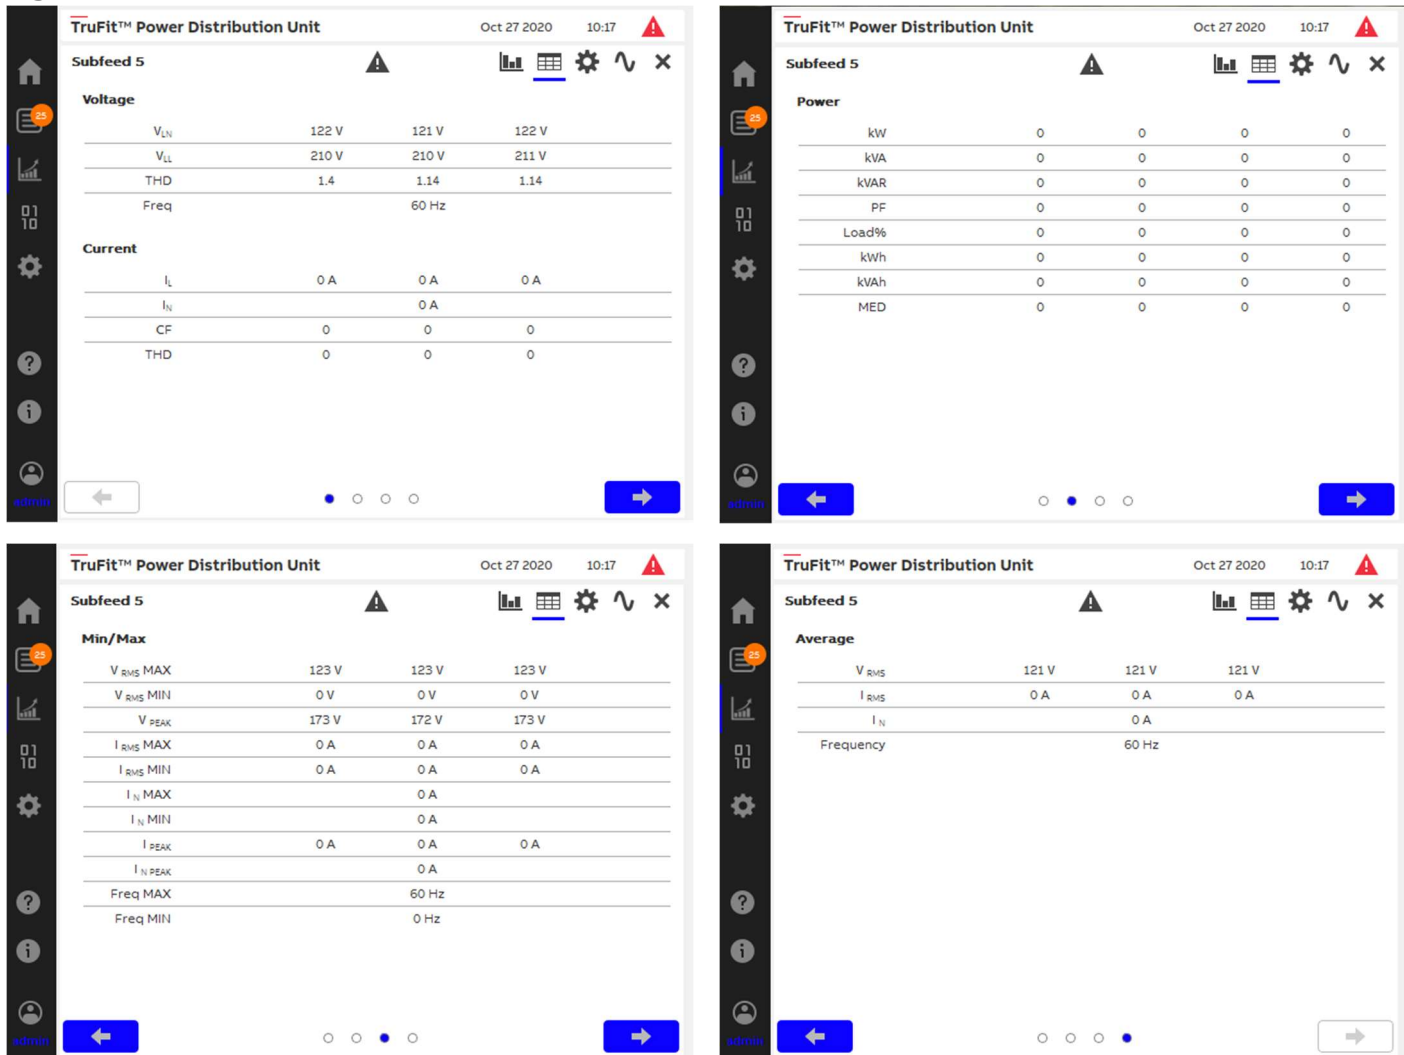 TruFit™ Power Distribution Unit Oct 27 2020 10:17
Subfeed 5
25
Voltage
V LN 122 V 121 V 122 V
V LL 210 V 210 V 211 V
THD 1.4 1.14 1.14
Freq 60 Hz
Current
I L 0 A 0 A 0 A
I N 0 A
CF 0 0 0
THD 0 0 0
admin
TruFit™ Power Distribution Unit Oct 27 2020 10:17
Subfeed 5
25
Power
kW 0 0 0 0
kVA 0 0 0 0
kVAR 0 0 0 0
PF 0 0 0 0
Load% 0 0 0 0
kWh 0 0 0 0
kVAh 0 0 0 0
MED 0 0 0 0
admin
TruFit™ Power Distribution Unit Oct 27 2020 10:17
Subfeed 5
25
Min/Max
V RMS MAX 123 V 123 V 123 V
V RMS MIN 0 V 0 V 0 V
V PEAK 173 V 172 V 173 V
I RMS MAX 0 A 0 A 0 A
I RMS MIN 0 A 0 A 0 A
I N MAX 0 A
I N MIN 0 A
I PEAK 0 A 0 A 0 A
I N PEAK 0 A
Freq MAX 60 Hz
Freq MIN 0 Hz
admin
TruFit™ Power Distribution Unit Oct 27 2020 10:17
Subfeed 5
25
Average
V RMS 121 V 121 V 121 V
I RMS 0 A 0 A 0 A
I N 0 A
Frequency 60 Hz
admin